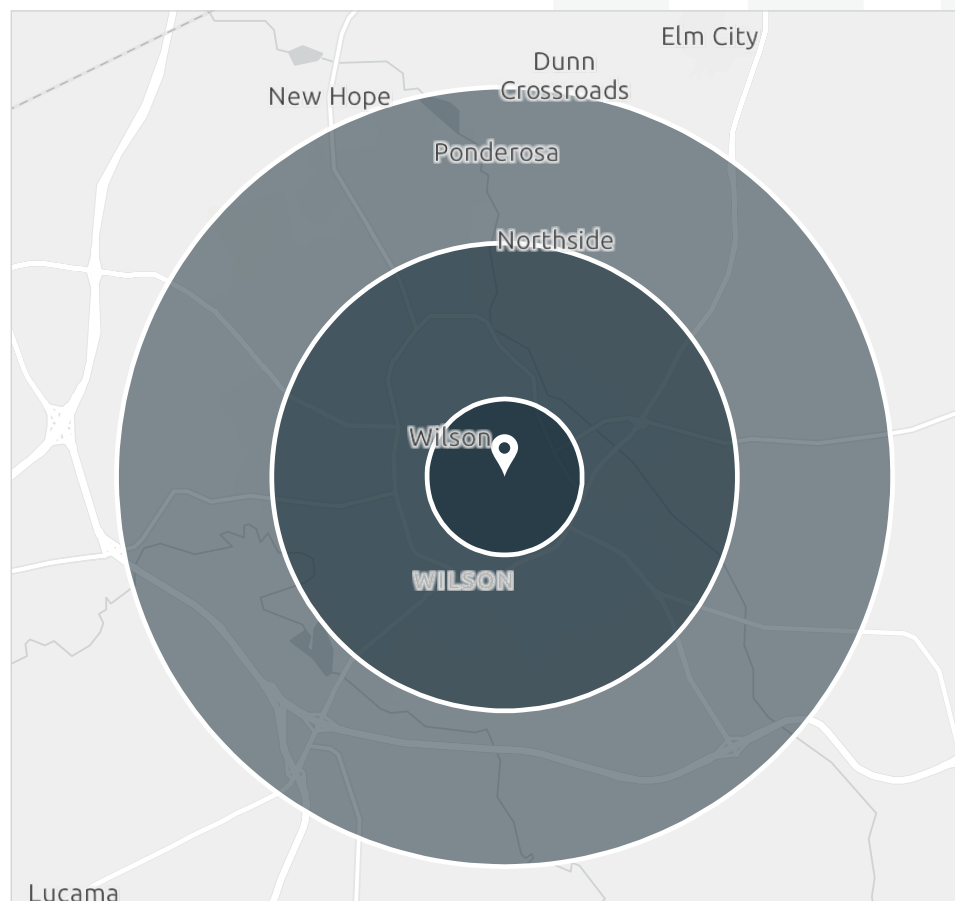 Elm City
Dunn
Crossroads
New Hope
Ponderosa
Northside
Wilson
WILSON
Lucama